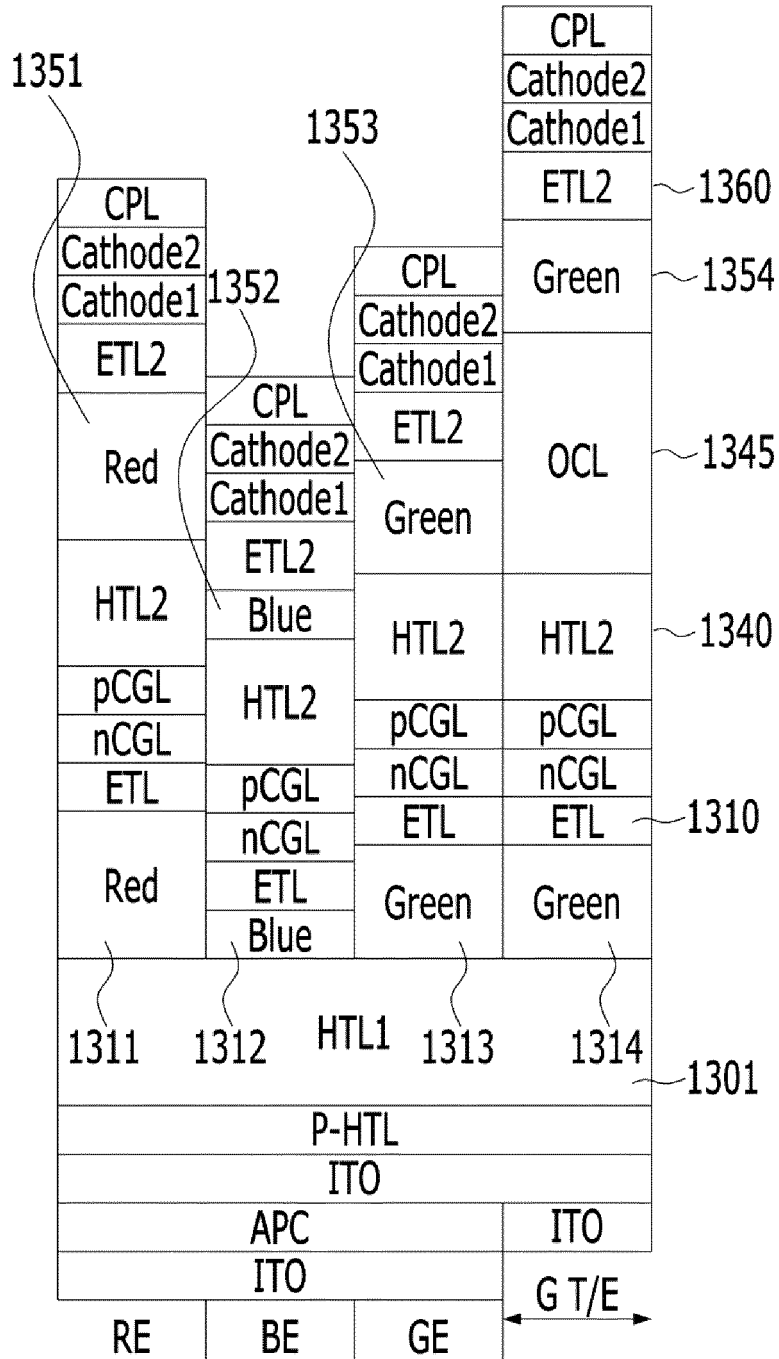 CPL
Cathode2
Cathode1
ETL2
1360
Green
1354
OCL
1345
HTL2
1340
pCGL
nCGL
ETL
1310
Green
1351
CPL
Cathode2
Cathode1
ETL2
Red
HTL2
pCGL
nCGL
ETL
Red
1352
CPL
Cathode2
Cathode1
ETL2
Blue
HTL2
pCGL
nCGL
ETL
Blue
1353
CPL
Cathode2
Cathode1
ETL2
Green
HTL2
pCGL
nCGL
ETL
Green
1311
1312
HTL1
1313
1314
1301
P-HTL
ITO
APC
ITO
ITO
G T/E
RE
BE
GE